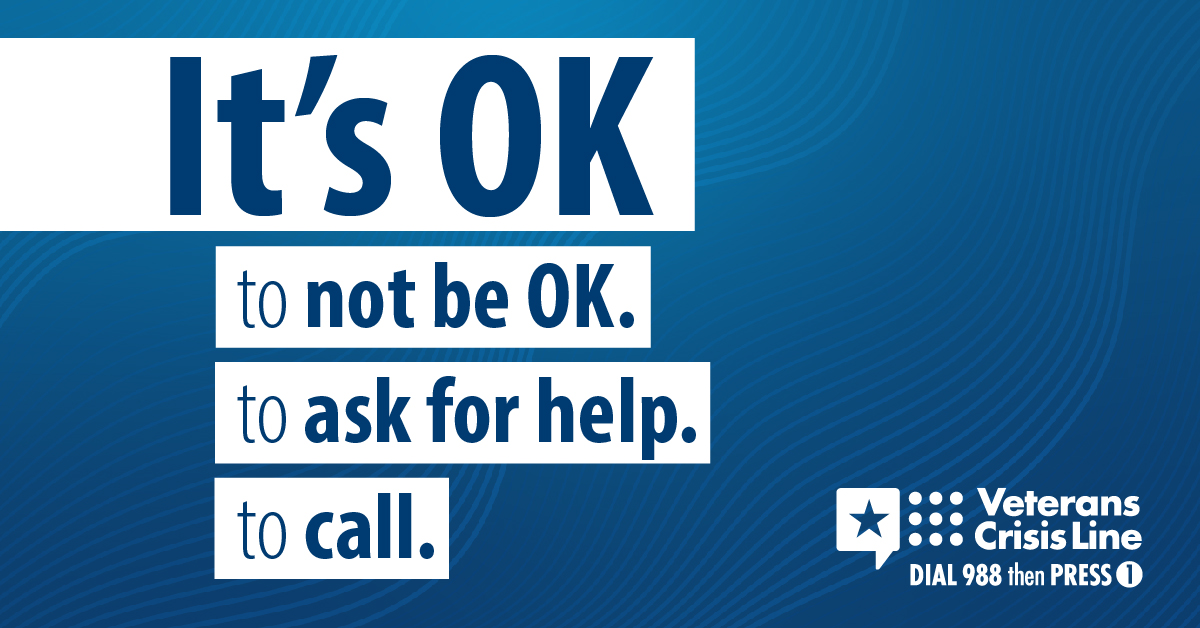 It’s OK
to not be OK.
to ask for help.
to call.
Veterans
Crisis Line
DIAL 988 then PRESS 1